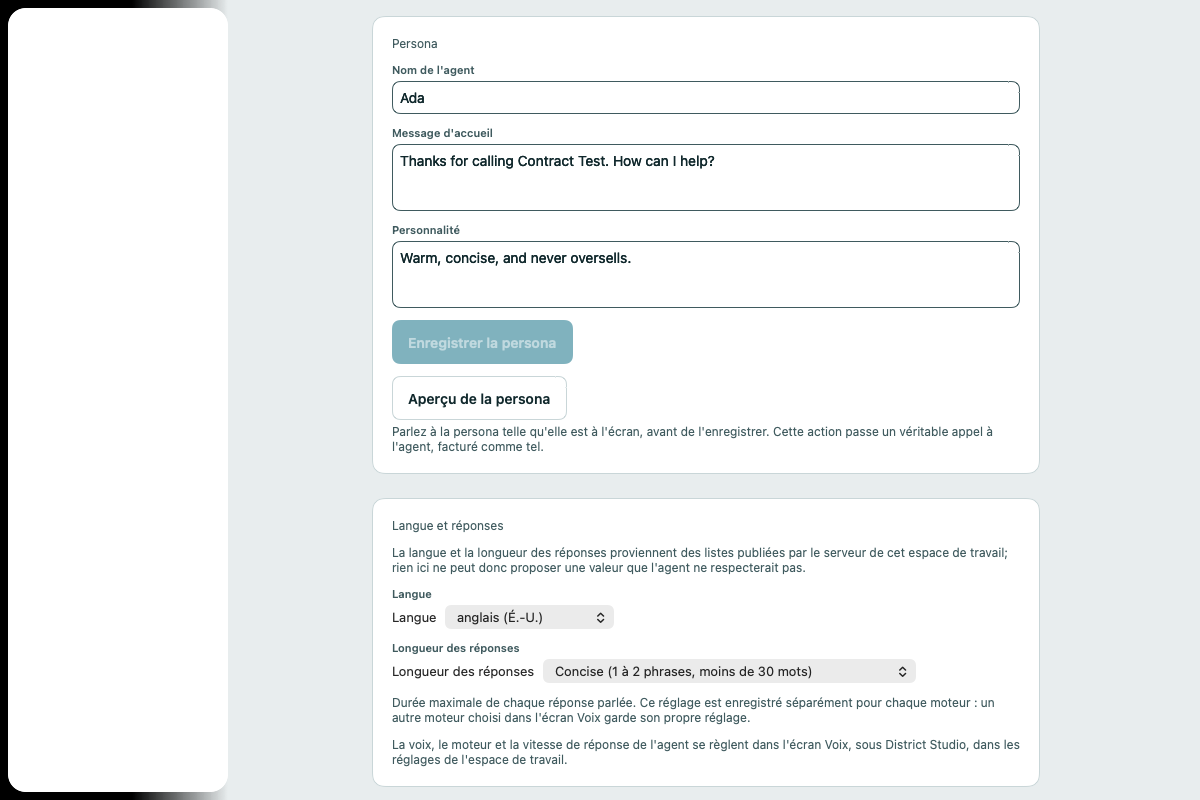 Persona
Nom de l'agent
Ada
Message d'accueil
Thanks for calling Contract Test. How can I help?
Personnalité
Warm, concise, and never oversells.
Enregistrer la persona
Aperçu de la persona
Parlez à la persona telle qu'elle est à l'écran, avant de l'enregistrer. Cette action passe un véritable appel à
l'agent, facturé comme tel.
Langue et réponses
La langue et la longueur des réponses proviennent des listes publiées par le serveur de cet espace de travail;
rien ici ne peut donc proposer une valeur que l'agent ne respecterait pas.
Langue
Langue anglais (É.-U.)
Longueur des réponses
Longueur des réponses Concise (1 à 2 phrases, moins de 30 mots)
Durée maximale de chaque réponse parlée. Ce réglage est enregistré séparément pour chaque moteur : un
autre moteur choisi dans l'écran Voix garde son propre réglage.
La voix, le moteur et la vitesse de réponse de l'agent se règlent dans l'écran Voix, sous District Studio, dans les
réglages de l'espace de travail.